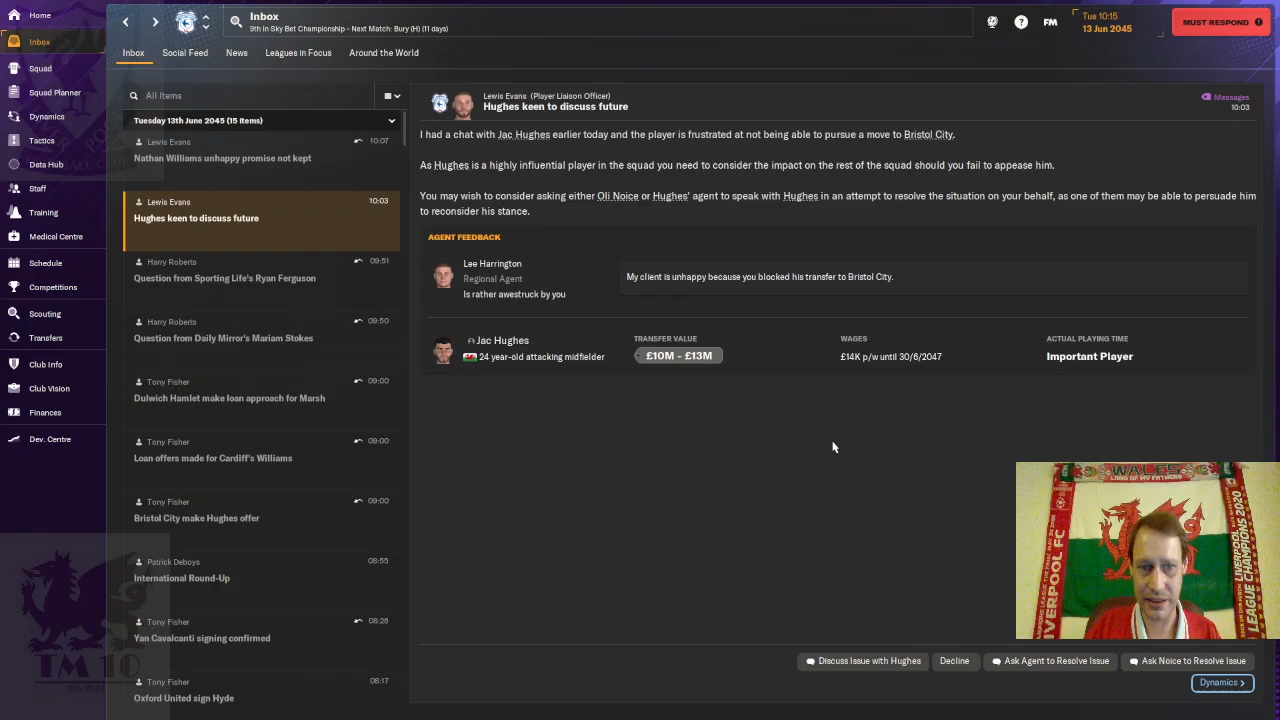 Home
Inbox
Squad
Squad Planner
Dynamics
Tactics
Data Hub
Staff
Training
Medical Centre
Schedule
Competitions
Scouting
Transfers
Club Info
Club Vision
Finances
Dev. Centre
TM 10
Inbox
9th in Sky Bet Championship - Next Match: Bury (H) (11 days)
FM
Tue 10:15
13 Jun 2045
MUST RESPOND
Inbox
Social Feed
News
Leagues in Focus
Around the World
All Items
Tuesday 13th June 2045 (15 Items)
Lewis Evans 10:07
Nathan Williams unhappy promise not kept
Lewis Evans 10:03
Hughes keen to discuss future
Harry Roberts 09:51
Question from Sporting Life's Ryan Ferguson
Harry Roberts 09:50
Question from Daily Mirror's Mariam Stokes
Tony Fisher 09:00
Dulwich Hamlet make loan approach for Marsh
Tony Fisher 09:00
Loan offers made for Cardiff's Williams
Tony Fisher 09:00
Bristol City make Hughes offer
Patrick Deboys 08:55
International Round-Up
Tony Fisher 08:26
Yan Cavalcanti signing confirmed
Tony Fisher 08:17
Oxford United sign Hyde
Lewis Evans (Player Liaison Officer)
Hughes keen to discuss future
Messages
10:03
I had a chat with Jac Hughes earlier today and the player is frustrated at not being able to pursue a move to Bristol City.
As Hughes is a highly influential player in the squad you need to consider the impact on the rest of the squad should you fail to appease him.
You may wish to consider asking either Oli Noice or Hughes' agent to speak with Hughes in an attempt to resolve the situation on your behalf, as one of them may be able to persuade him
to reconsider his stance.
AGENT FEEDBACK
Lee Harrington
Regional Agent
Is rather awestruck by you
My client is unhappy because you blocked his transfer to Bristol City.
Jac Hughes
24 year-old attacking midfielder
TRANSFER VALUE
£10M - £13M
WAGES
£14K p/w until 30/6/2047
ACTUAL PLAYING TIME
Important Player
WALES
LAND OF MY FATHERS
LIVERPOOL FC
LIVERPOOL
LEAGUE CHAMPIONS 2020
Discuss Issue with Hughes
Decline
Ask Agent to Resolve Issue
Ask Noice to Resolve Issue
Dynamics